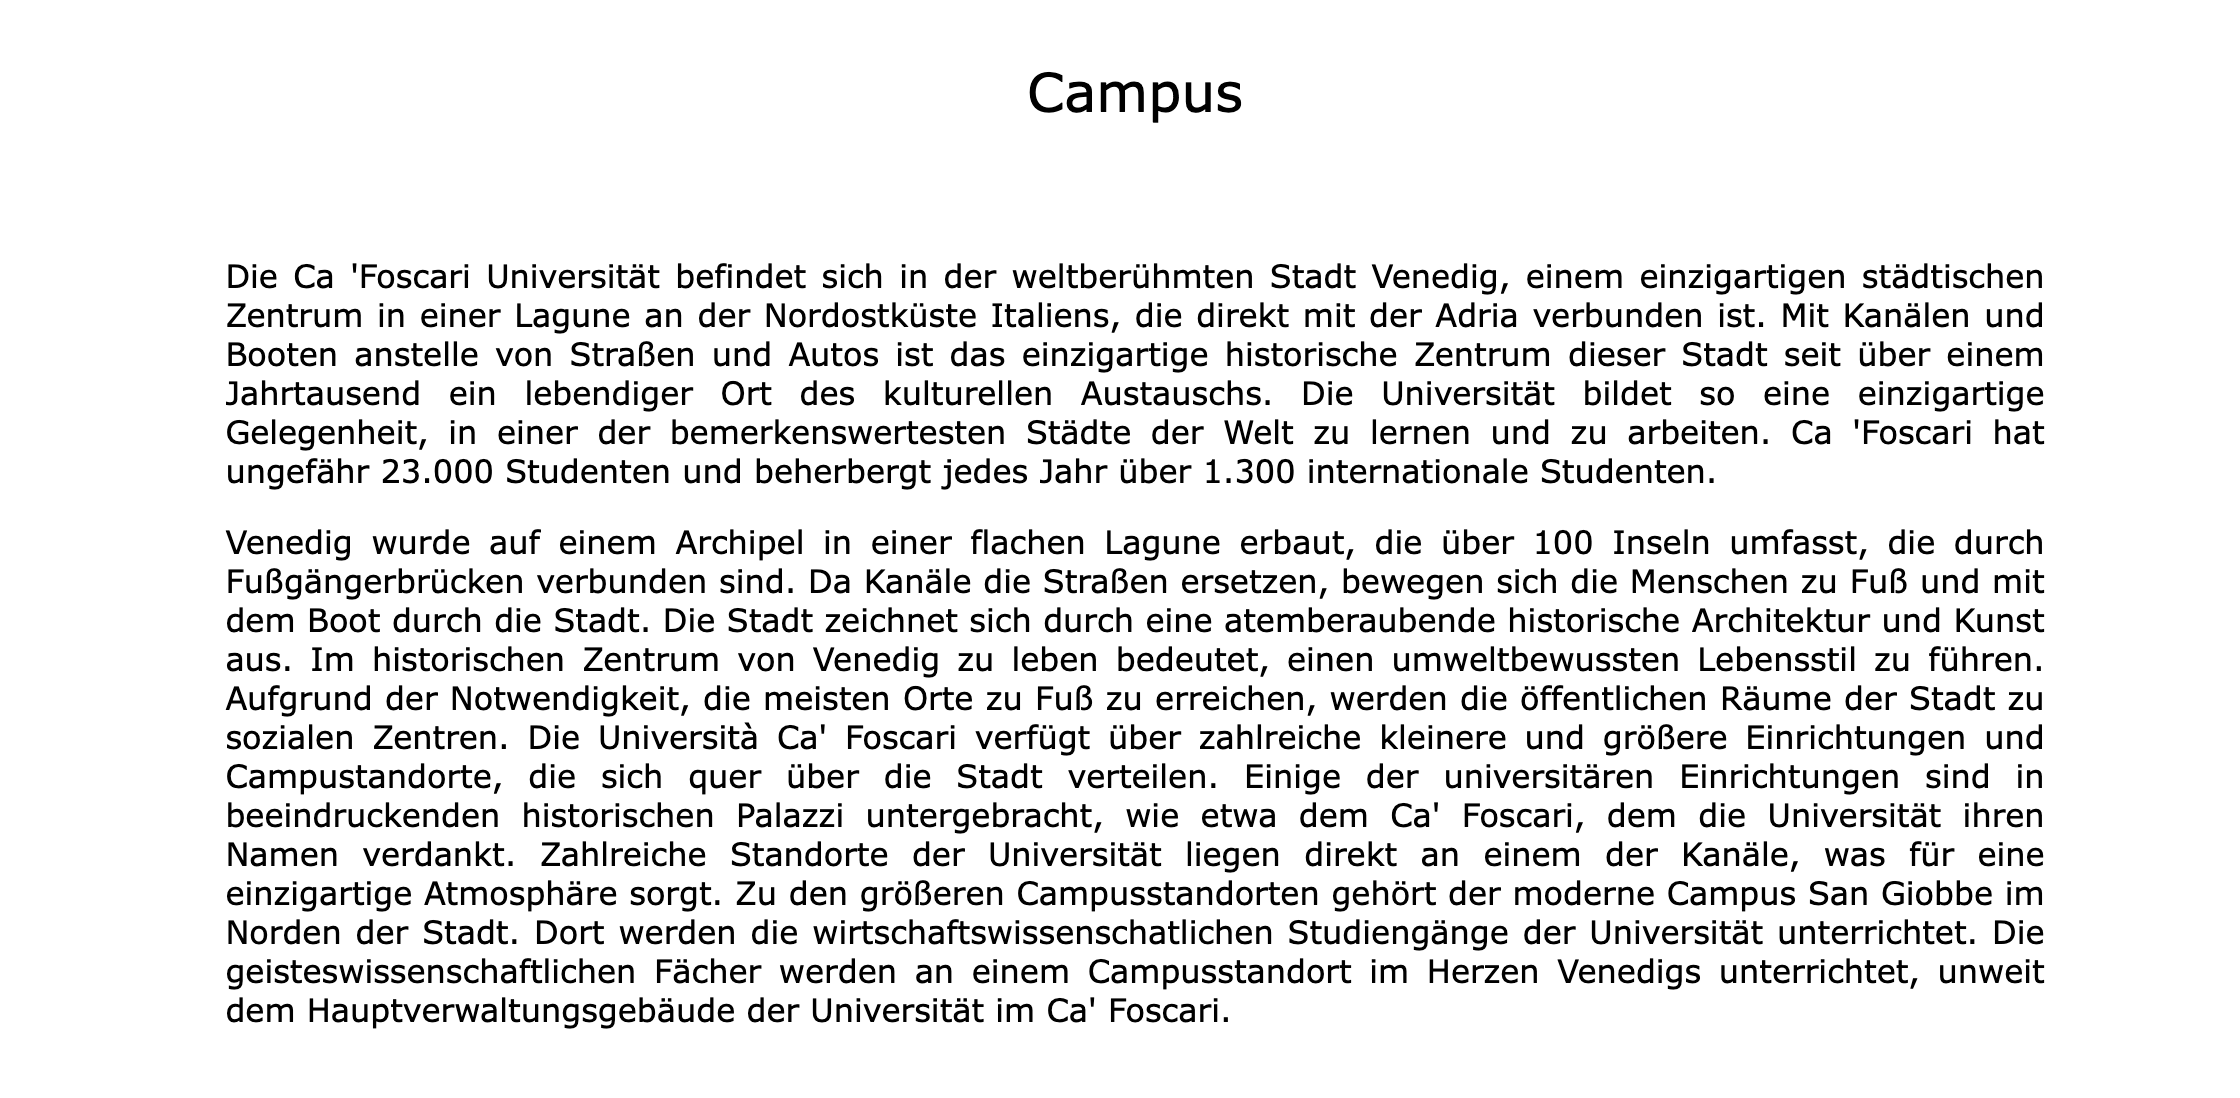 Campus
Die Ca 'Foscari Universität befindet sich in der weltberühmten Stadt Venedig, einem einzigartigen städtischen
Zentrum in einer Lagune an der Nordostküste Italiens, die direkt mit der Adria verbunden ist. Mit Kanälen und
Booten anstelle von Straßen und Autos ist das einzigartige historische Zentrum dieser Stadt seit über einem
Jahrtausend ein lebendiger Ort des kulturellen Austauschs. Die Universität bildet so eine einzigartige
Gelegenheit, in einer der bemerkenswertesten Städte der Welt zu lernen und zu arbeiten. Ca 'Foscari hat
ungefähr 23.000 Studenten und beherbergt jedes Jahr über 1.300 internationale Studenten.
Venedig wurde auf einem Archipel in einer flachen Lagune erbaut, die über 100 Inseln umfasst, die durch
Fußgängerbrücken verbunden sind. Da Kanäle die Straßen ersetzen, bewegen sich die Menschen zu Fuß und mit
dem Boot durch die Stadt. Die Stadt zeichnet sich durch eine atemberaubende historische Architektur und Kunst
aus. Im historischen Zentrum von Venedig zu leben bedeutet, einen umweltbewussten Lebensstil zu führen.
Aufgrund der Notwendigkeit, die meisten Orte zu Fuß zu erreichen, werden die öffentlichen Räume der Stadt zu
sozialen Zentren. Die Università Ca' Foscari verfügt über zahlreiche kleinere und größere Einrichtungen und
Campustandorte, die sich quer über die Stadt verteilen. Einige der universitären Einrichtungen sind in
beeindruckenden historischen Palazzi untergebracht, wie etwa dem Ca' Foscari, dem die Universität ihren
Namen verdankt. Zahlreiche Standorte der Universität liegen direkt an einem der Kanäle, was für eine
einzigartige Atmosphäre sorgt. Zu den größeren Campusstandorten gehört der moderne Campus San Giobbe im
Norden der Stadt. Dort werden die wirtschaftswissenschatlichen Studiengänge der Universität unterrichtet. Die
geisteswissenschaftlichen Fächer werden an einem Campusstandort im Herzen Venedigs unterrichtet, unweit
dem Hauptverwaltungsgebäude der Universität im Ca' Foscari.